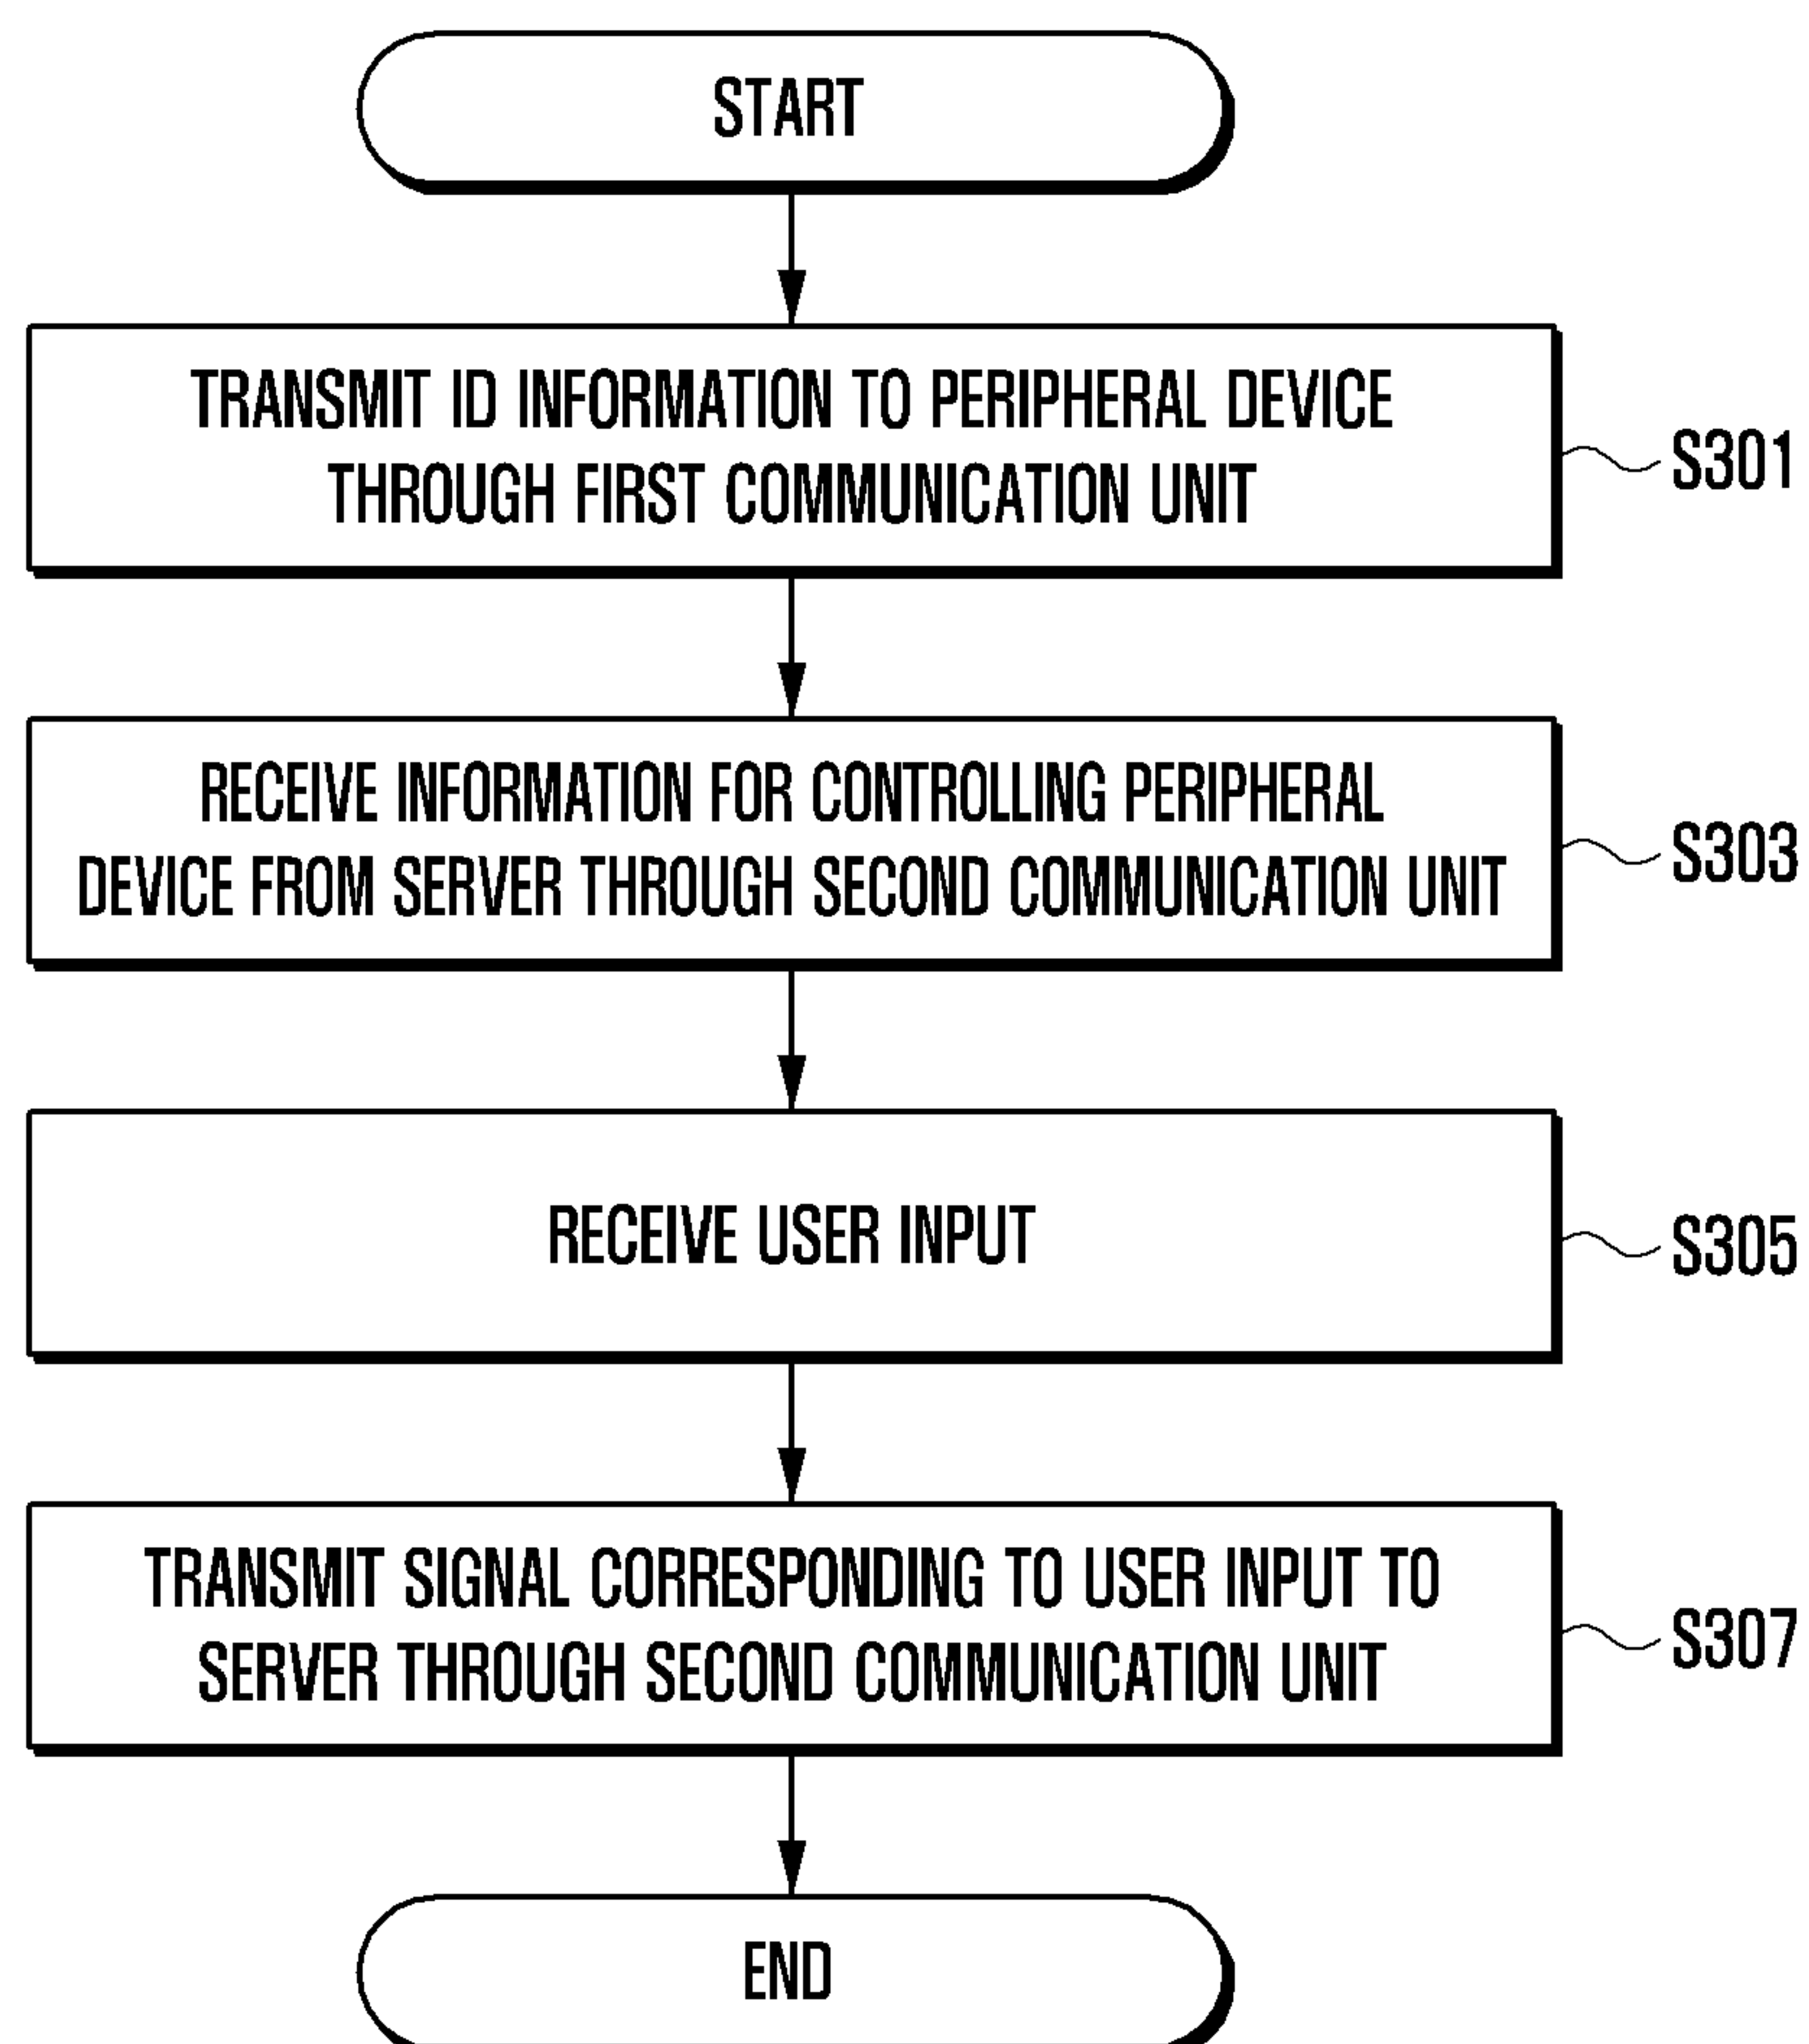 START
TRANSMIT ID INFORMATION TO PERIPHERAL DEVICE
THROUGH FIRST COMMUNICATION UNIT
S301
RECEIVE INFORMATION FOR CONTROLLING PERIPHERAL
DEVICE FROM SERVER THROUGH SECOND COMMUNICATION UNIT
S303
RECEIVE USER INPUT
S305
TRANSMIT SIGNAL CORRESPONDING TO USER INPUT TO
SERVER THROUGH SECOND COMMUNICATION UNIT
S307
END